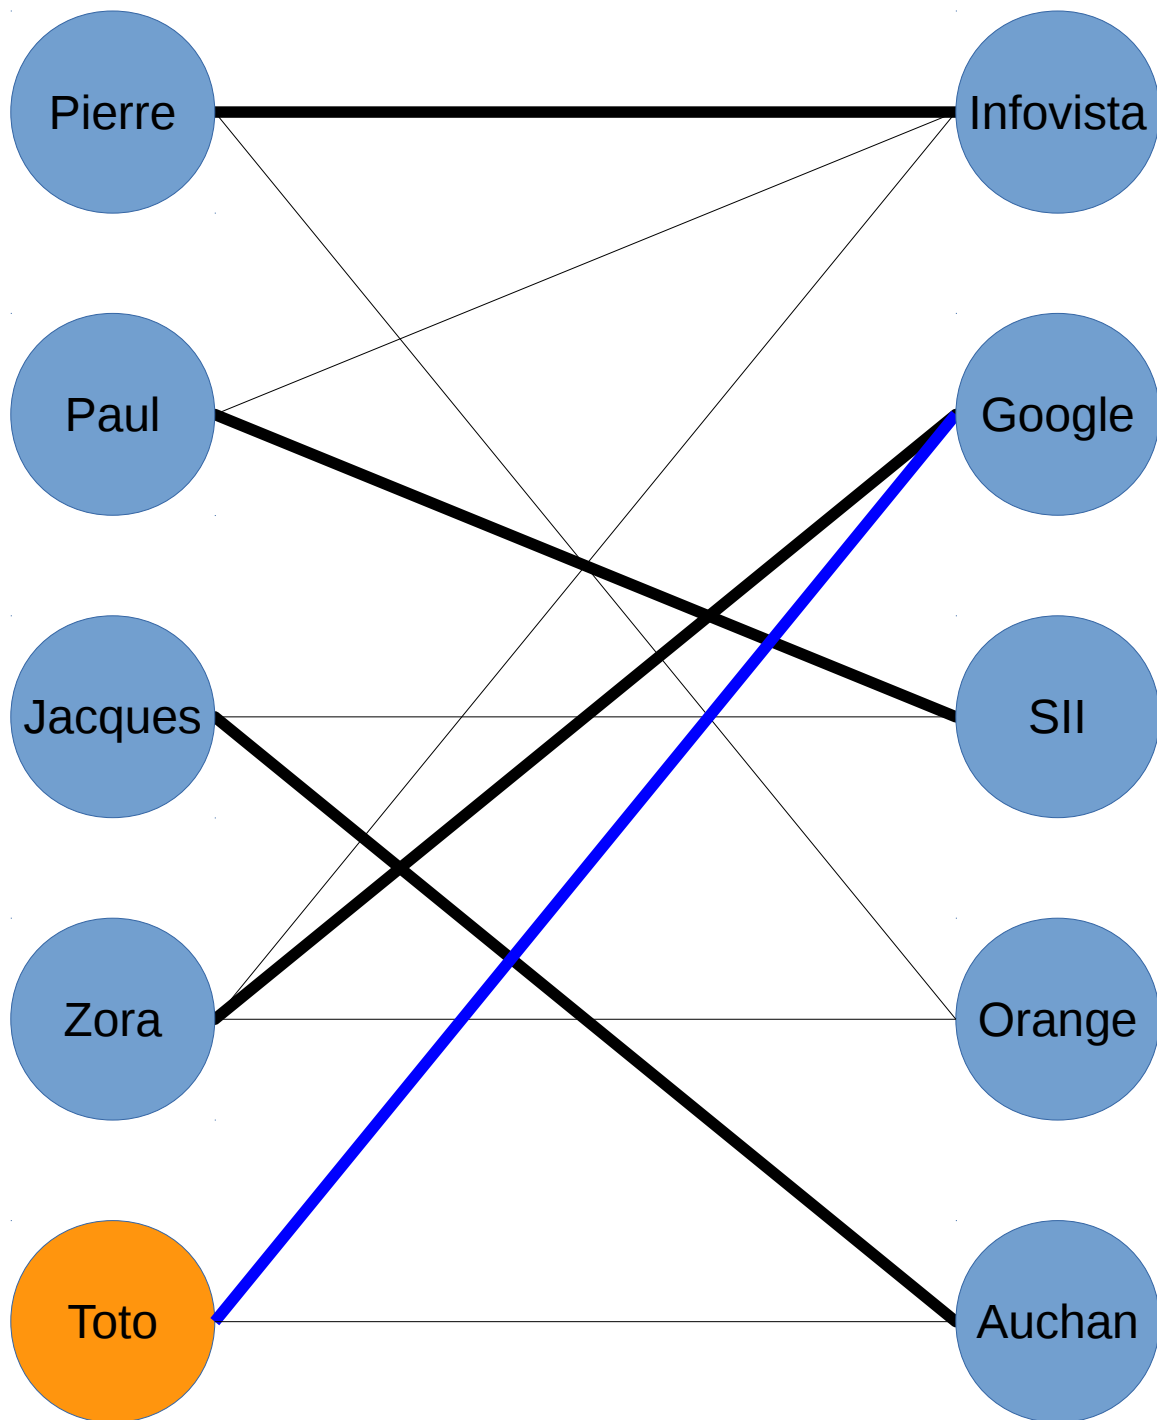 Pierre
Infovista
Paul
Google
Jacques
SII
Zora
Orange
Toto
Auchan